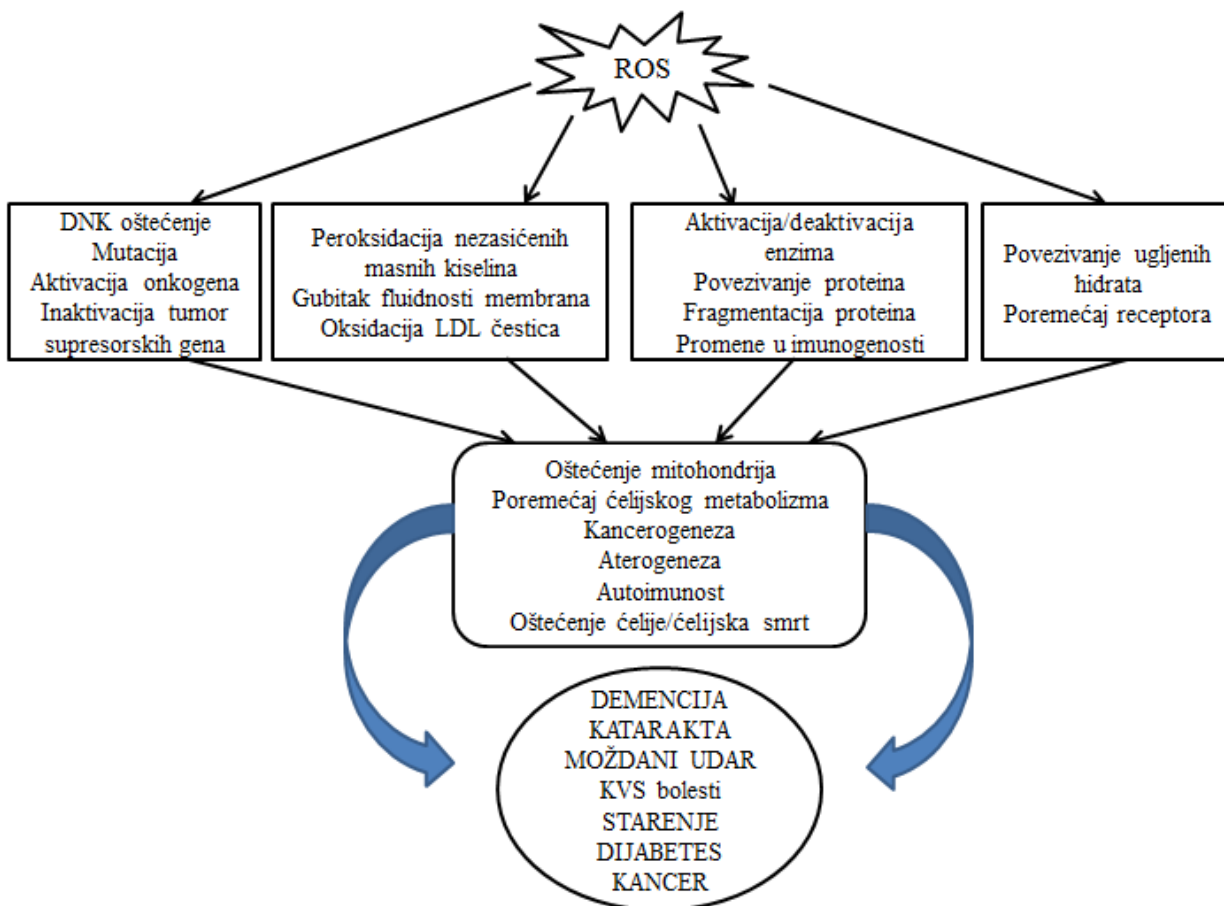 ROS
DNK oštećenje
Mutacija
Aktivacija onkogena
Inaktivacija tumor
supresorskih gena
Peroksidacija nezasićenih
masnih kiselina
Gubitak fluidnosti membrana
Oksidacija LDL čestica
Aktivacija/deaktivacija
enzima
Povezivanje proteina
Fragmentacija proteina
Promene u imunogenosti
Povezivanje ugljenih
hidrata
Poremećaj receptora
Oštećenje mitohondrija
Poremećaj ćelijskog metabolizma
Kancerogeneza
Aterogeneza
Autoimunost
Oštećenje ćelije/ćelijska smrt
DEMENCIJA
KATARAKTA
MOŽDANI UDAR
KVS bolesti
STARENJE
DIJABETES
KANCER